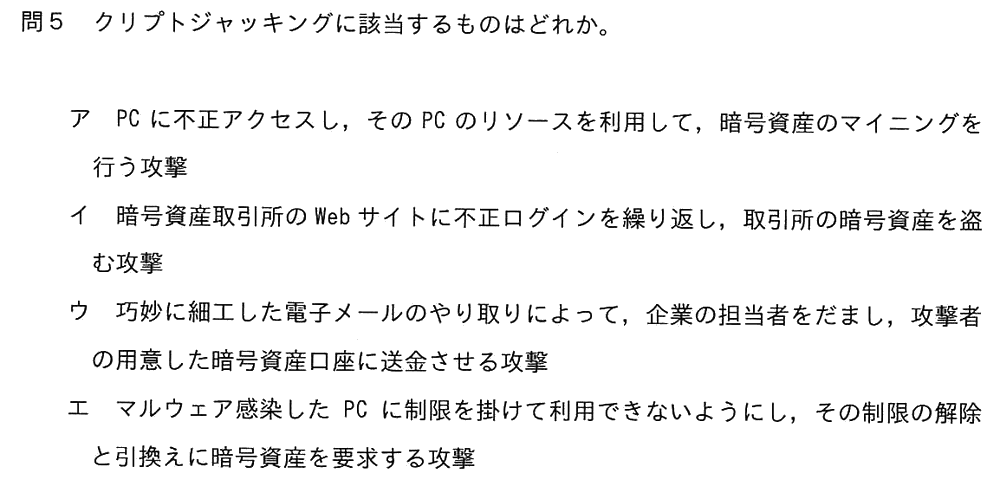 問５　クリプトジャッキングに該当するものはどれか。
ア　PC に不正アクセスし，その PC のリソースを利用して，暗号資産のマイニングを
行う攻撃
イ　暗号資産取引所の Web サイトに不正ログインを繰り返し，取引所の暗号資産を盗
む攻撃
ウ　巧妙に細工した電子メールのやり取りによって，企業の担当者をだまし，攻撃者
の用意した暗号資産口座に送金させる攻撃
エ　マルウェア感染した PC に制限を掛けて利用できないようにし，その制限の解除
と引換えに暗号資産を要求する攻撃